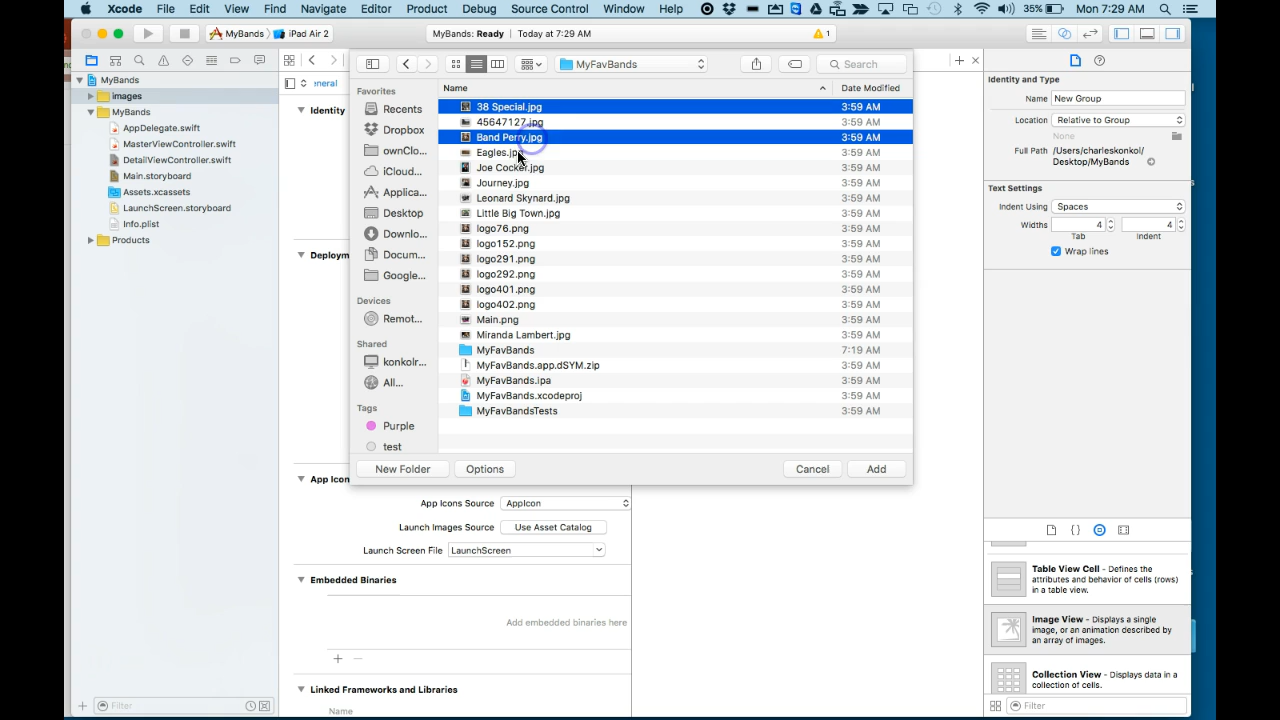 Xcode File Edit View Find Navigate Editor Product Debug Source Control Window Help 35% Mon 7:29 AM
MyBands iPad Air 2 MyBands: Ready Today at 7:29 AM 1
MyBands
images
MyBands
AppDelegate.swift
MasterViewController.swift
DetailViewController.swift
Main.storyboard
Assets.xcassets
LaunchScreen.storyboard
Info.plist
Products
Filter
eneral
Identity
Deploym
App Icon
App Icons Source AppIcon
Launch Images Source Use Asset Catalog
Launch Screen File LaunchScreen
Embedded Binaries
Add embedded binaries here
Linked Frameworks and Libraries
Name
MyFavBands Search
Favorites
Recents
Dropbox
ownClo...
iCloud...
Applica...
Desktop
Downlo...
Docum...
Google...
Devices
Remot...
Shared
konkolr...
All...
Tags
Purple
test
Name Date Modified
38 Special.jpg 3:59 AM
45647127.jpg 3:59 AM
Band Perry.jpg 3:59 AM
Eagles.jpg 3:59 AM
Joe Cocker.jpg 3:59 AM
Journey.jpg 3:59 AM
Leonard Skynard.jpg 3:59 AM
Little Big Town.jpg 3:59 AM
logo76.png 3:59 AM
logo152.png 3:59 AM
logo291.png 3:59 AM
logo292.png 3:59 AM
logo401.png 3:59 AM
logo402.png 3:59 AM
Main.png 3:59 AM
Miranda Lambert.jpg 3:59 AM
MyFavBands 7:19 AM
MyFavBands.app.dSYM.zip 3:59 AM
MyFavBands.ipa 3:59 AM
MyFavBands.xcodeproj 3:59 AM
MyFavBandsTests 3:59 AM
New Folder Options Cancel Add
Identity and Type
Name New Group
Location Relative to Group
None
Full Path /Users/charleskonkol/
Desktop/MyBands
Text Settings
Indent Using Spaces
Widths 4 4
Tab Indent
Wrap lines
Table View Cell - Defines the
attributes and behavior of cells (rows)
in a table view.
Image View - Displays a single
image, or an animation described by
an array of images.
Collection View - Displays data in a
collection of cells.
Filter